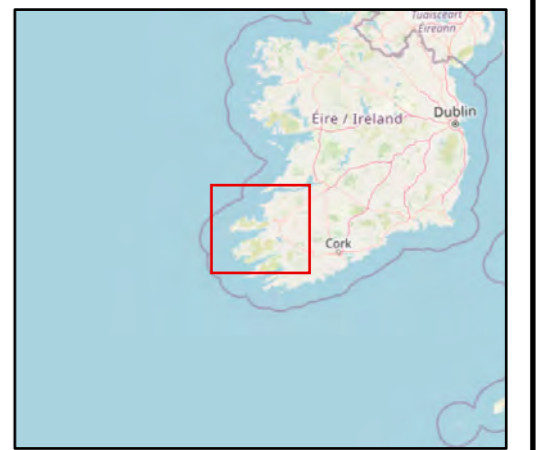 Tuaisceart
Éireann
Éire / Ireland
Dublin
Cork